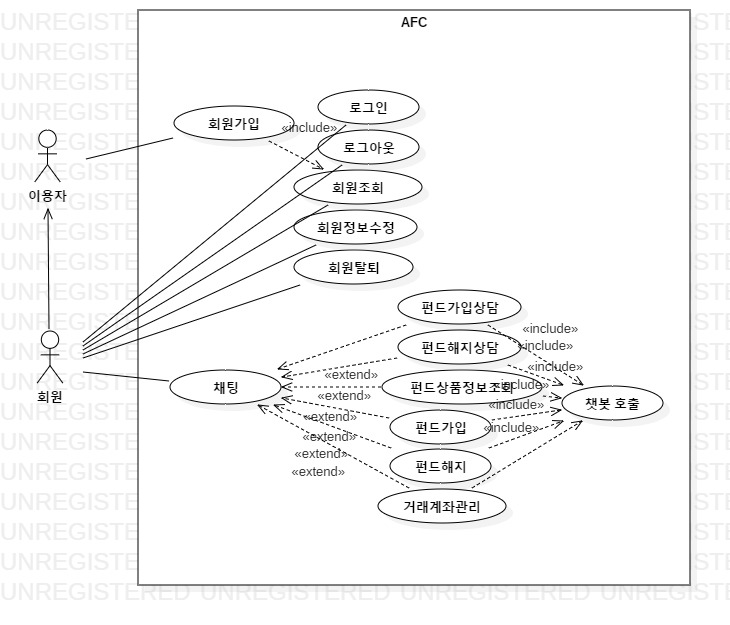 AFC
로그인
회원가입
«include»
로그아웃
이용자
회원조회
회원정보수정
회원탈퇴
펀드가입상담
«include»
펀드해지상담
«include»
«include»
회원
채팅
«extend»
펀드상품정보조회
«include»
«extend»
«include»
챗봇 호출
«extend»
펀드가입
«include»
«extend»
«extend»
펀드해지
«extend»
거래계좌관리
UNREGISTERED UNREGISTERED UNREGISTERED UNREGISTERED